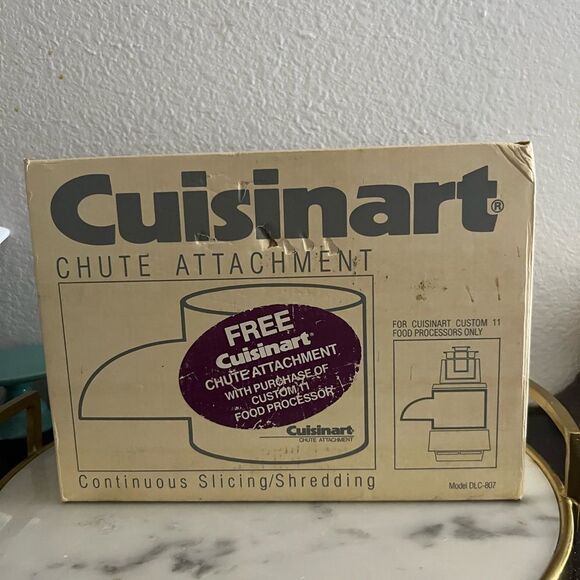 Cuisinart®
CHUTE ATTACHMENT
FOR CUISINART CUSTOM 11
FOOD PROCESSORS ONLY
FREE
Cuisinart®
CHUTE ATTACHMENT
WITH PURCHASE OF
CUSTOM 11
FOOD PROCESSOR
Cuisinart
CHUTE ATTACHMENT
Continuous Slicing/Shredding
Model DLC-807